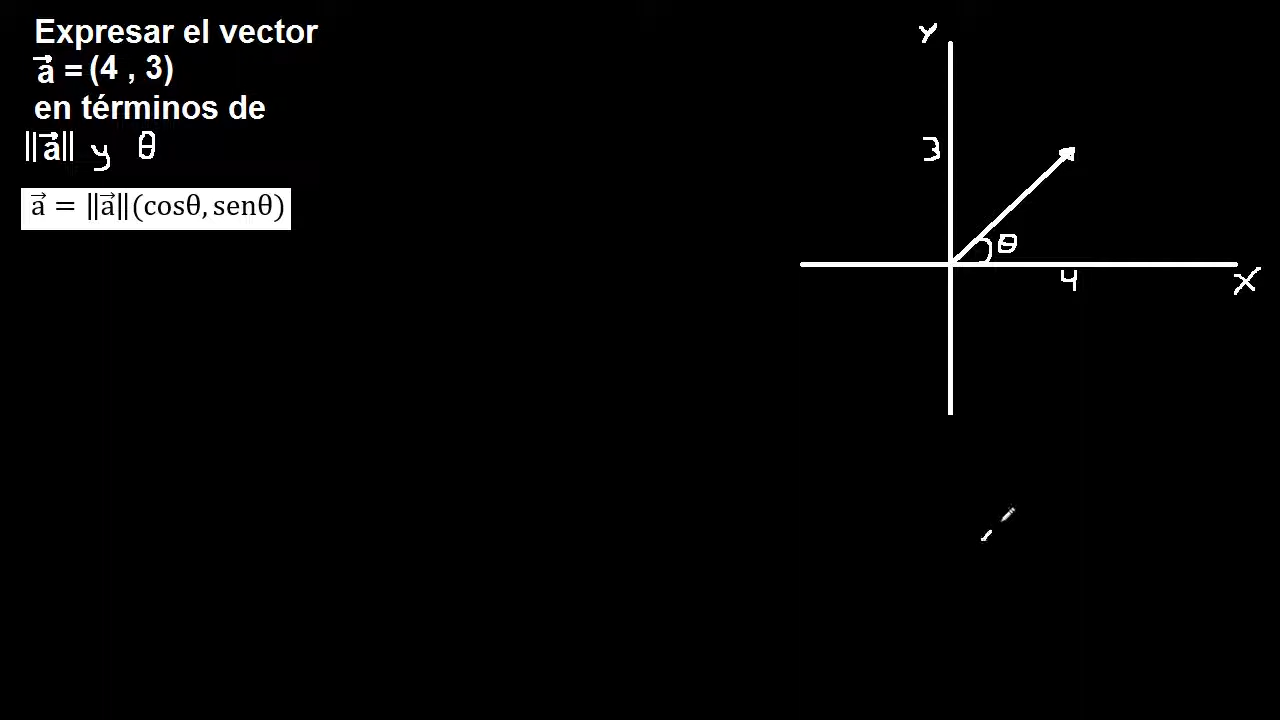 Expresar el vector
a⃗ = (4 , 3)
en términos de
‖a⃗‖ y θ
a⃗ = ‖a⃗‖(cosθ, senθ)
Y
3
θ
4
X